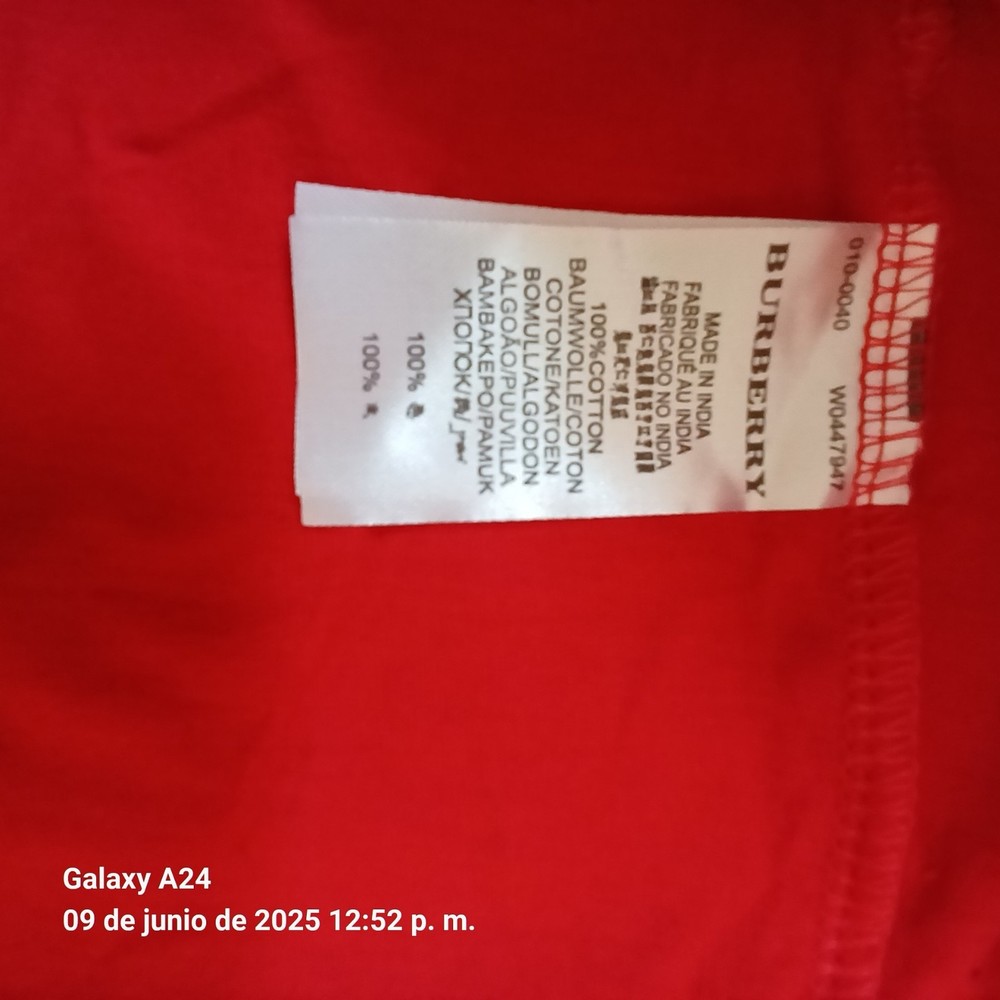 010-0040 W0447947
BURBERRY
MADE IN INDIA
FABRIQUÉ AU INDIA
FABRICADO NO INDIA
100%COTTON
BAUMWOLLE/COTON
COTONE/KATOEN
BOMULL/ALGODON
ALGOÃO/PUUVILLA
BAMBAKEPO/PAMUK
ХЛОПОК/
100%
100%
Galaxy A24
09 de junio de 2025 12:52 p. m.